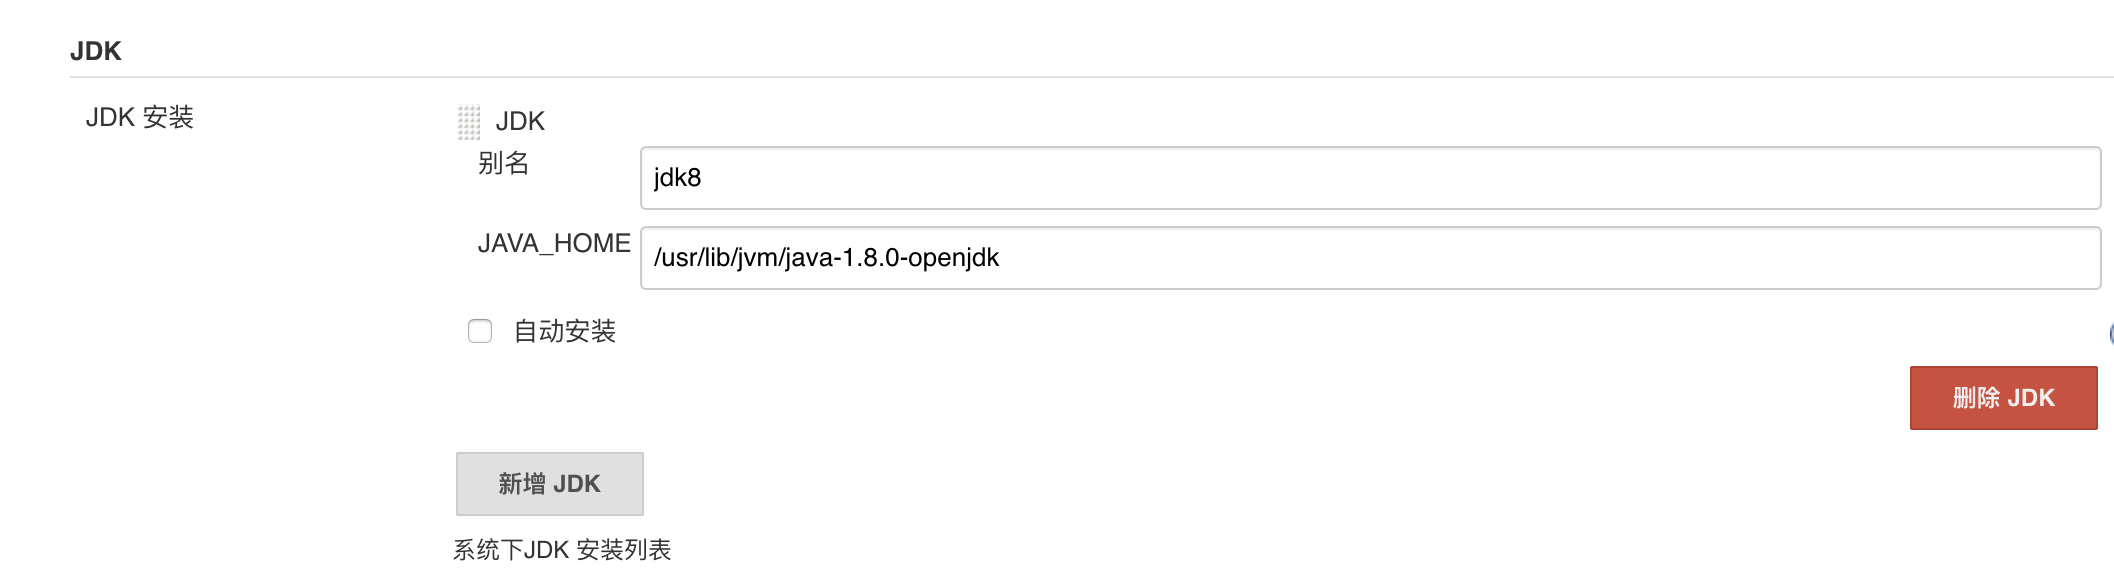 JDK
JDK 安装
JDK
别名
jdk8
JAVA_HOME
/usr/lib/jvm/java-1.8.0-openjdk
自动安装
删除 JDK
新增 JDK
系统下JDK 安装列表